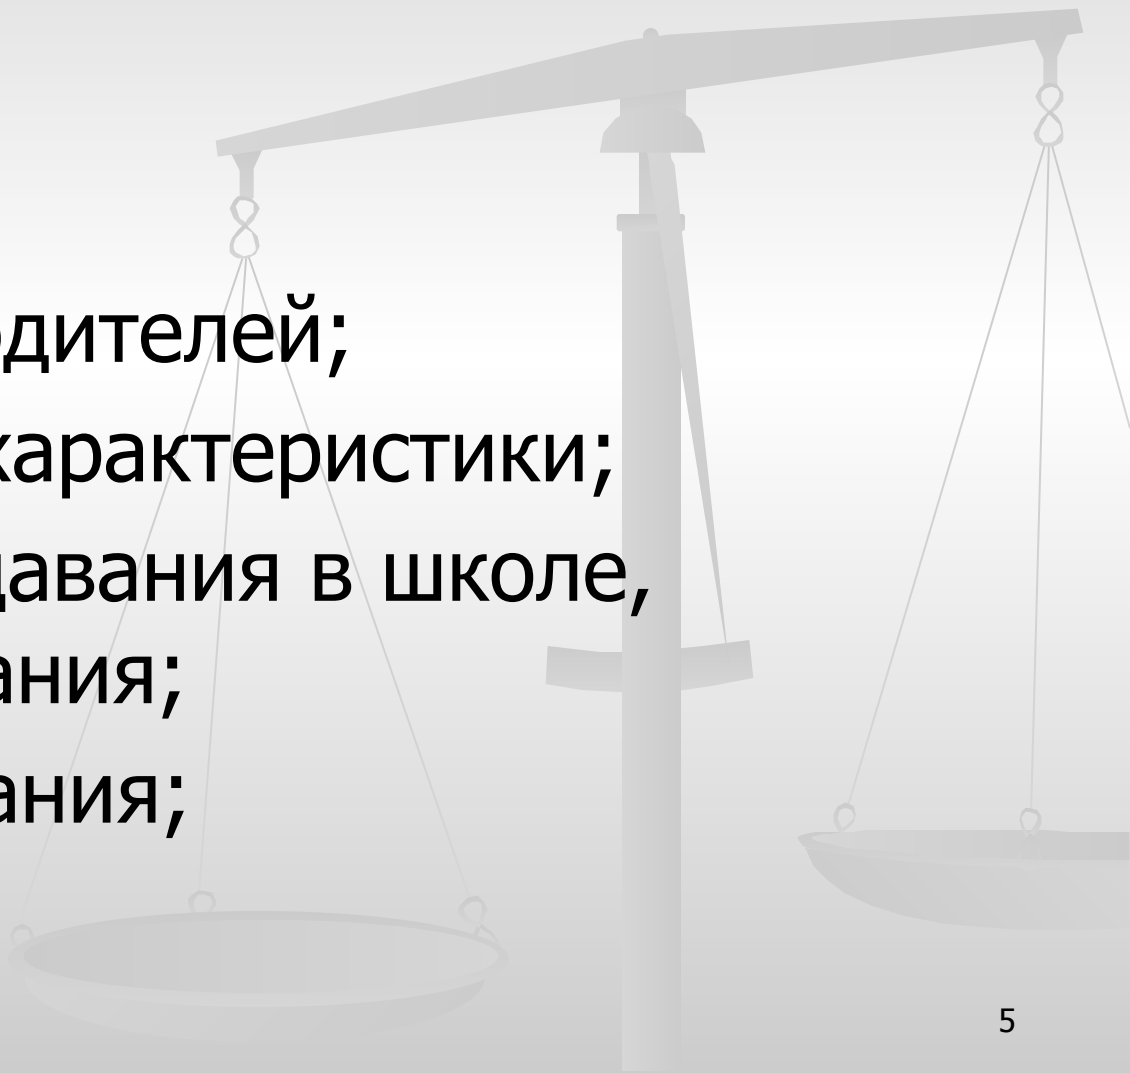 одителей;
характеристики;
давания в школе,
ания;
ания;
5